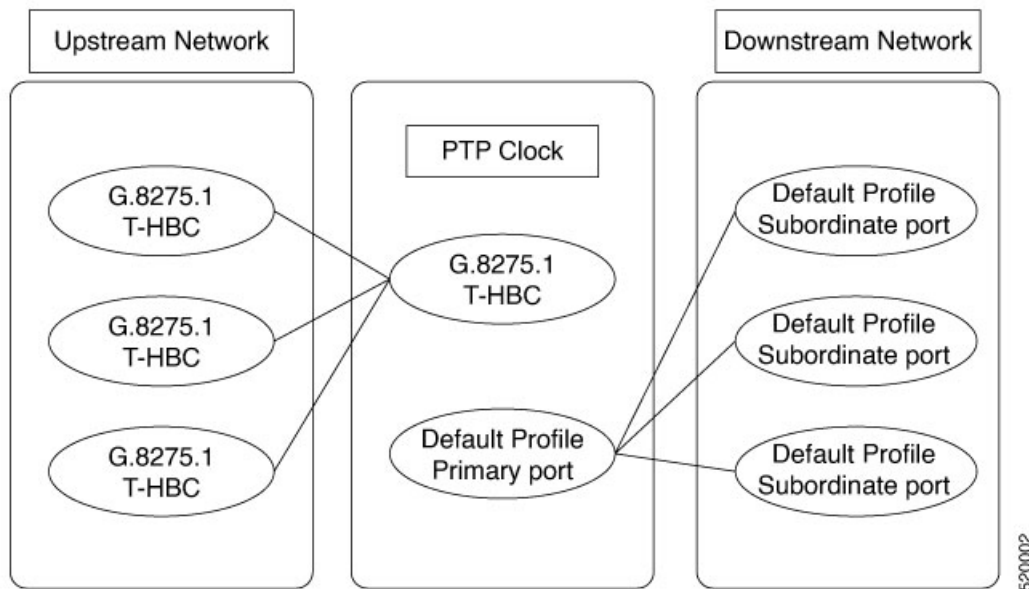 Upstream Network
Downstream Network
PTP Clock
G.8275.1
T-HBC
G.8275.1
T-HBC
G.8275.1
T-HBC
G.8275.1
T-HBC
Default Profile
Primary port
Default Profile
Subordinate port
Default Profile
Subordinate port
Default Profile
Subordinate port
520002